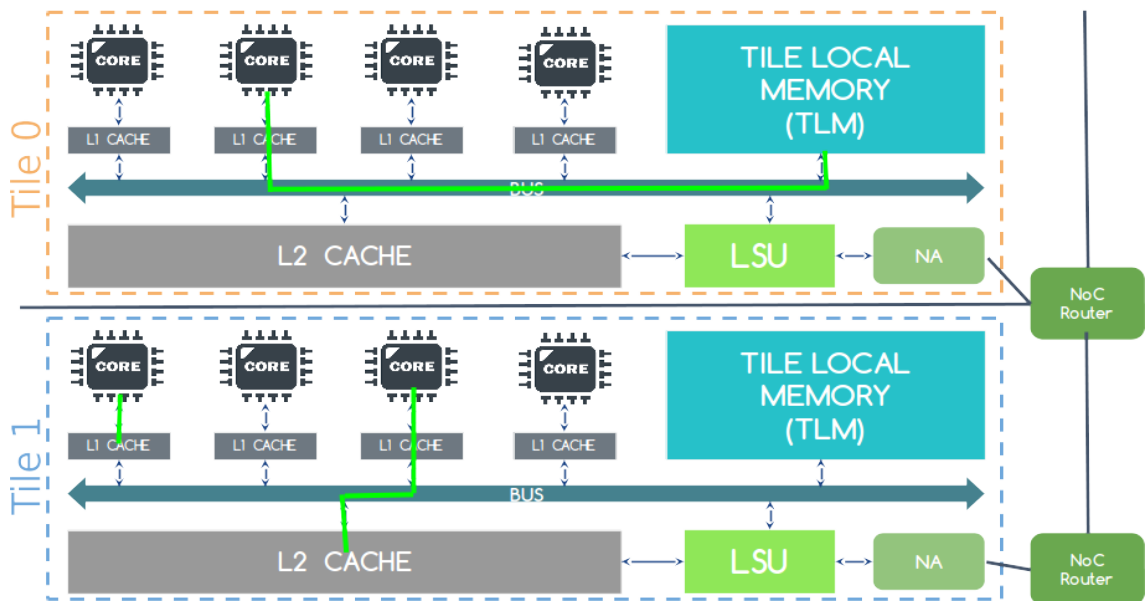 Tile 0
CORE
CORE
CORE
CORE
TILE LOCAL
MEMORY
(TLM)
L1 CACHE
L1 CACHE
L1 CACHE
L1 CACHE
BUS
L2 CACHE
LSU
NA
NoC
Router
Tile 1
CORE
CORE
CORE
CORE
TILE LOCAL
MEMORY
(TLM)
L1 CACHE
L1 CACHE
L1 CACHE
L1 CACHE
BUS
L2 CACHE
LSU
NA
NoC
Router